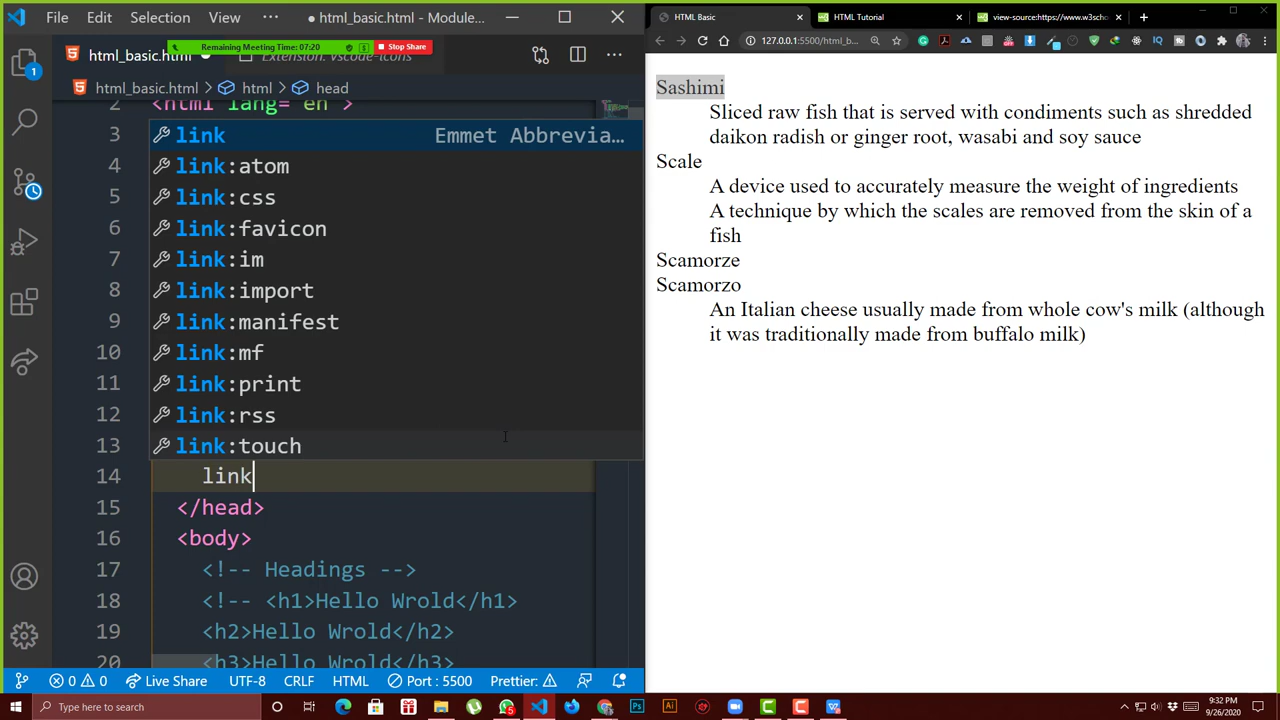 File Edit Selection View ··· ● html_basic.html - Module...
Remaining Meeting Time: 07:20 Stop Share
html_basic.html ● Extension: vscode-icons ···
html_basic.html > html > head
2 <html lang="en">
3 link Emmet Abbrevia...
4 link:atom
5 link:css
6 link:favicon
7 link:im
8 link:import
9 link:manifest
10 link:mf
11 link:print
12 link:rss
13 link:touch
14 link
15 </head>
16 <body>
17 <!-- Headings -->
18 <!-- <h1>Hello Wrold</h1>
19 <h2>Hello Wrold</h2>
20 <h3>Hello Wrold</h3>
1
0 0 Live Share UTF-8 CRLF HTML Port : 5500 Prettier:
HTML Basic HTML Tutorial view-source:https://www.w3scho
127.0.0.1:5500/html_b...
Sashimi
Sliced raw fish that is served with condiments such as shredded
daikon radish or ginger root, wasabi and soy sauce
Scale
A device used to accurately measure the weight of ingredients
A technique by which the scales are removed from the skin of a
fish
Scamorze
Scamorzo
An Italian cheese usually made from whole cow's milk (although
it was traditionally made from buffalo milk)
Type here to search
9:32 PM
9/26/2020